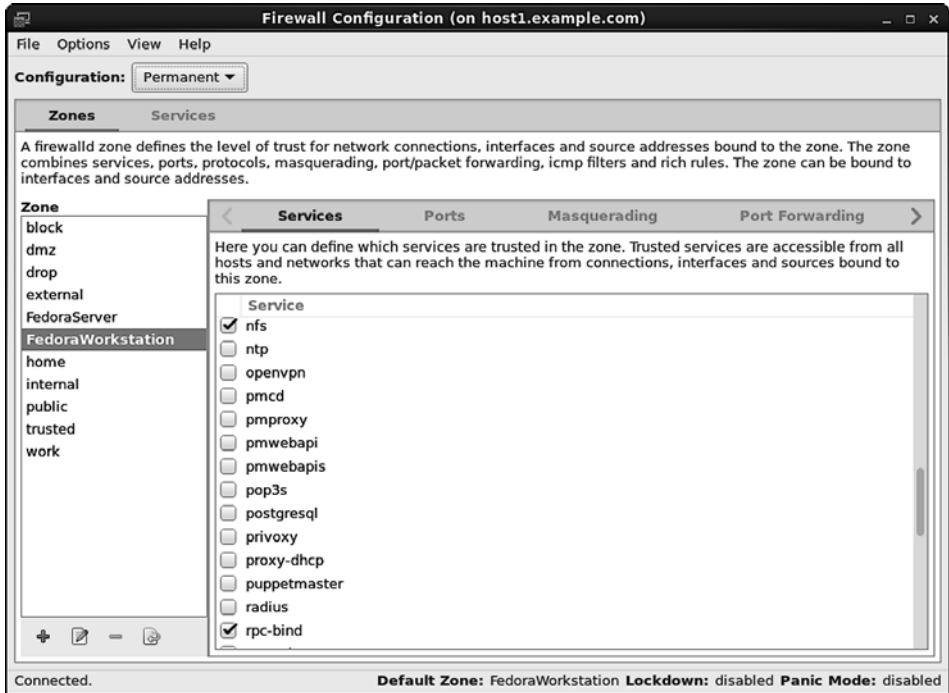 Firewall Configuration (on host1.example.com)
File Options View Help
Configuration: Permanent
Zones Services
A firewalld zone defines the level of trust for network connections, interfaces and source addresses bound to the zone. The zone
combines services, ports, protocols, masquerading, port/packet forwarding, icmp filters and rich rules. The zone can be bound to
interfaces and source addresses.
Zone
block
dmz
drop
external
FedoraServer
FedoraWorkstation
home
internal
public
trusted
work
Services Ports Masquerading Port Forwarding
Here you can define which services are trusted in the zone. Trusted services are accessible from all
hosts and networks that can reach the machine from connections, interfaces and sources bound to
this zone.
Service
nfs
ntp
openvpn
pmcd
pmproxy
pmwebapi
pmwebapis
pop3s
postgresql
privoxy
proxy-dhcp
puppetmaster
radius
rpc-bind
Connected.
Default Zone: FedoraWorkstation Lockdown: disabled Panic Mode: disabled